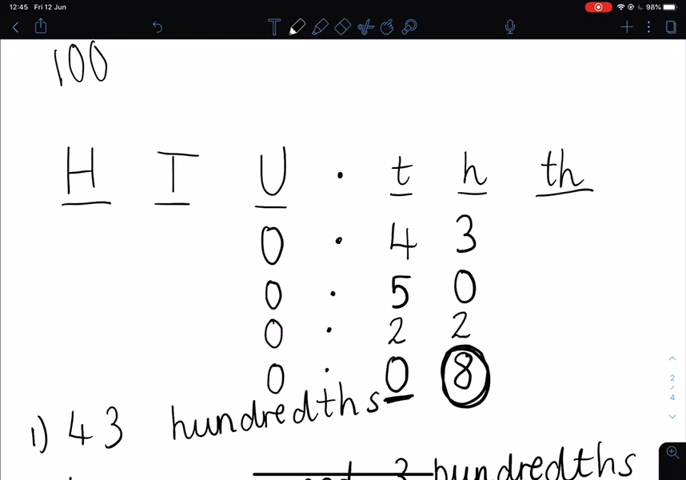 12:45 Fri 12 Jun 98%
T
100
H T U . t h th
0 . 4 3
0 . 5 0
0 . 2 2
0 . 0 8
1) 43 hundredths
3 hundredths
2
/
4